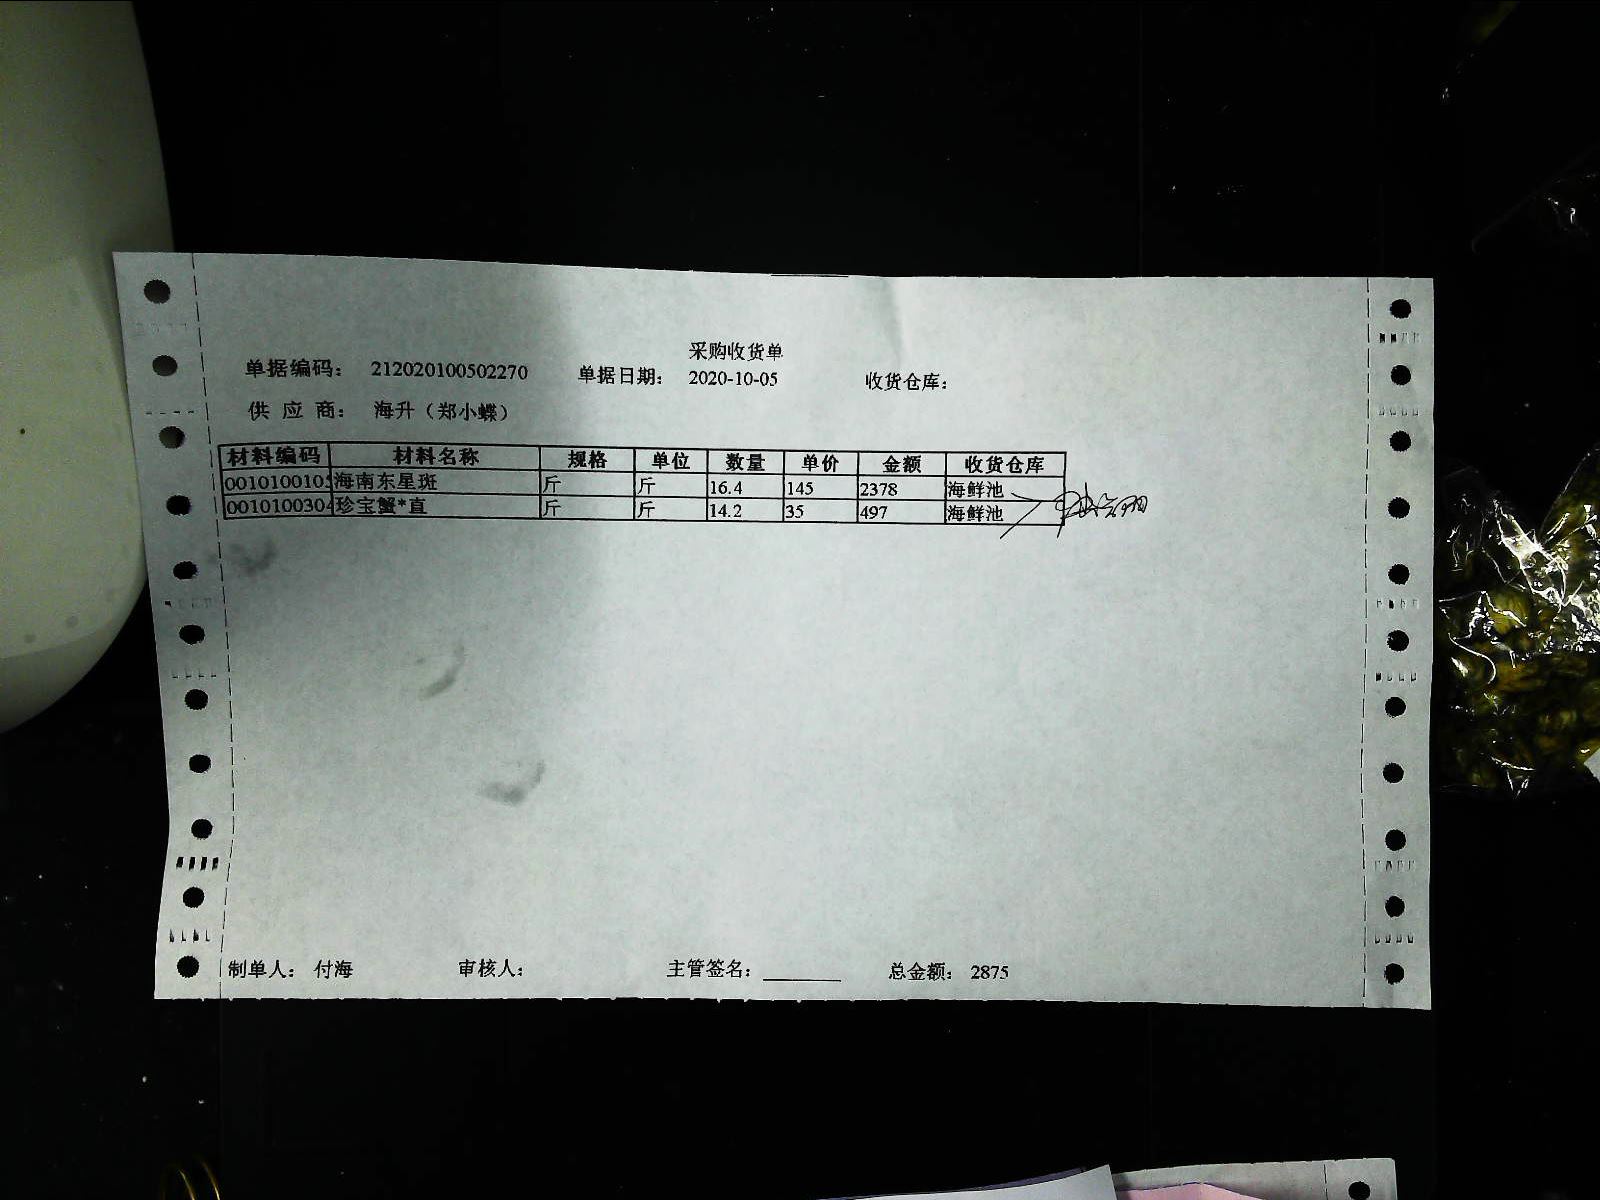 采购收货单
单据编码： 212020100502270 单据日期： 2020-10-05 收货仓库：
供 应 商： 海升（郑小蝶）
材料编码 材料名称 规格 单位 数量 单价 金额 收货仓库
0010100105 海南东星斑 斤 斤 16.4 145 2378 海鲜池
0010100304 珍宝蟹*直 斤 斤 14.2 35 497 海鲜池
制单人： 付海 审核人： 主管签名： 总金额： 2875